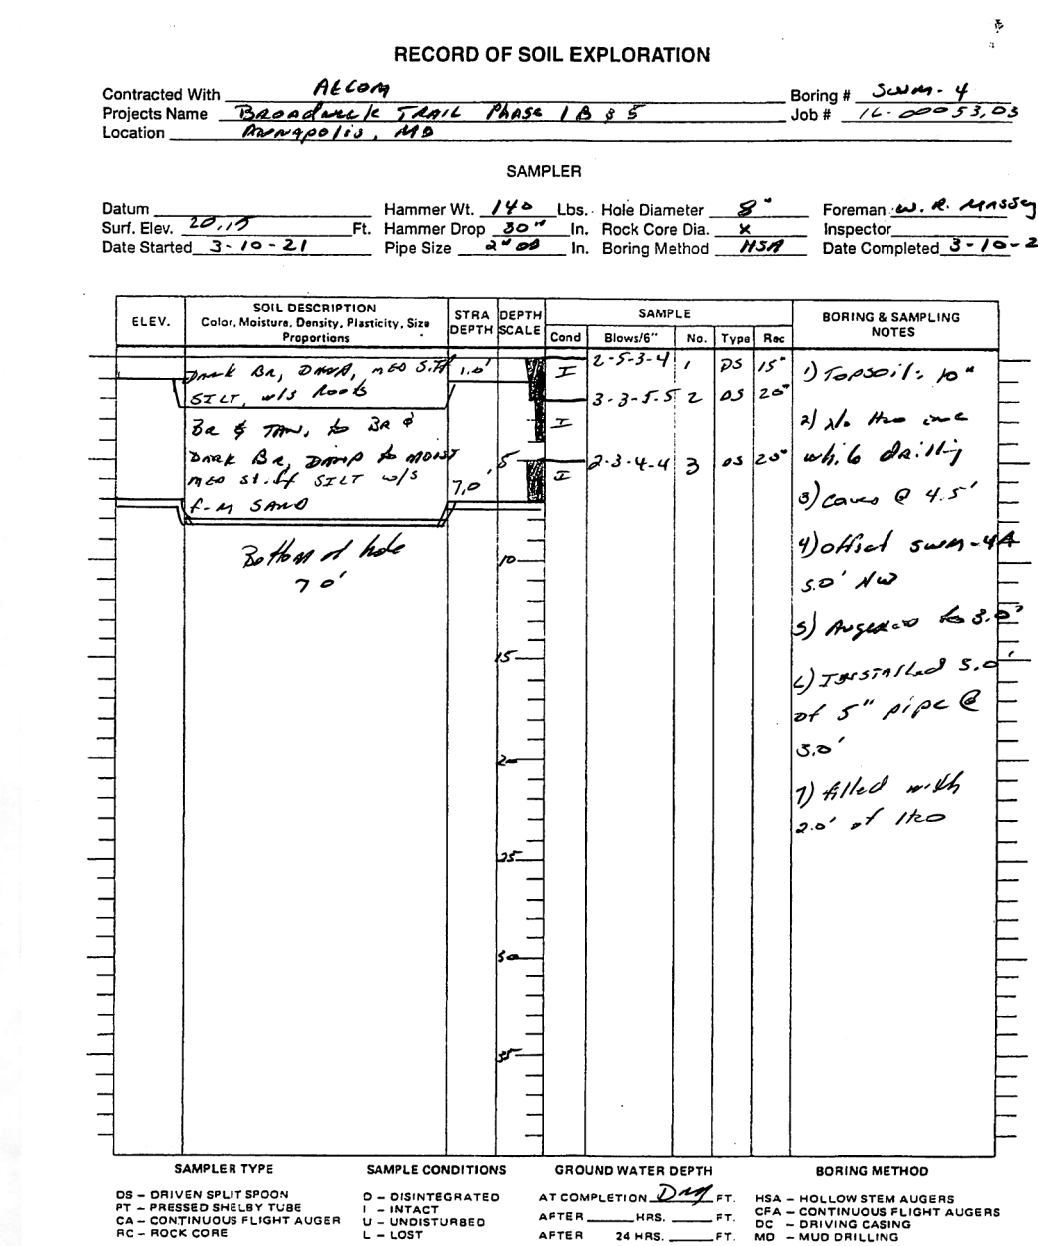 RECORD OF SOIL EXPLORATION
Contracted With AECOM Boring # SWM-4
Projects Name Broadneck TRAIL Phase 1B & 5 Job # 16-00053,03
Location Annapolis, MD
SAMPLER
Datum Hammer Wt. 140 Lbs. Hole Diameter 8" Foreman W. R. Massey
Surf. Elev. 20.15 Ft. Hammer Drop 30" In. Rock Core Dia. X Inspector
Date Started 3-10-21 Pipe Size 2" OD In. Boring Method HSA Date Completed 3-10-2
ELEV. SOIL DESCRIPTION STRA DEPTH SAMPLE BORING & SAMPLING
Color, Moisture, Density, Plasticity, Size DEPTH SCALE NOTES
Proportions Cond Blows/6" No. Type Rec
Dark Br, DAMP, MED Stff 1.0' I 2-5-3-4 1 DS 15" 1) Topsoil: 10"
SILT, w/s Roots 3-3-5-5 2 DS 20"
Br & TAN, to Br & I 2) No H2O
Dark Br, DAMP to MOIST 5 2-3-4-4 3 DS 20" while drilling
MED stiff SILT w/s 7.0' I
f-M SAND 3) Caves @ 4.5'
Bottom of hole 4) offset SWM-4A
7.0' 10 5.0' NW
5) Augered to 3.0'
15 6) Installed 5.0'
of 5" pipe @
3.0'
20
7) filled with
2.0' of H2O
25
30
35
SAMPLER TYPE SAMPLE CONDITIONS GROUND WATER DEPTH BORING METHOD
DS – DRIVEN SPLIT SPOON D – DISINTEGRATED AT COMPLETION Dry FT. HSA – HOLLOW STEM AUGERS
PT – PRESSED SHELBY TUBE I – INTACT AFTER HRS. FT. CFA – CONTINUOUS FLIGHT AUGERS
CA – CONTINUOUS FLIGHT AUGER U – UNDISTURBED DC – DRIVING CASING
RC – ROCK CORE L – LOST AFTER 24 HRS. FT. MD – MUD DRILLING